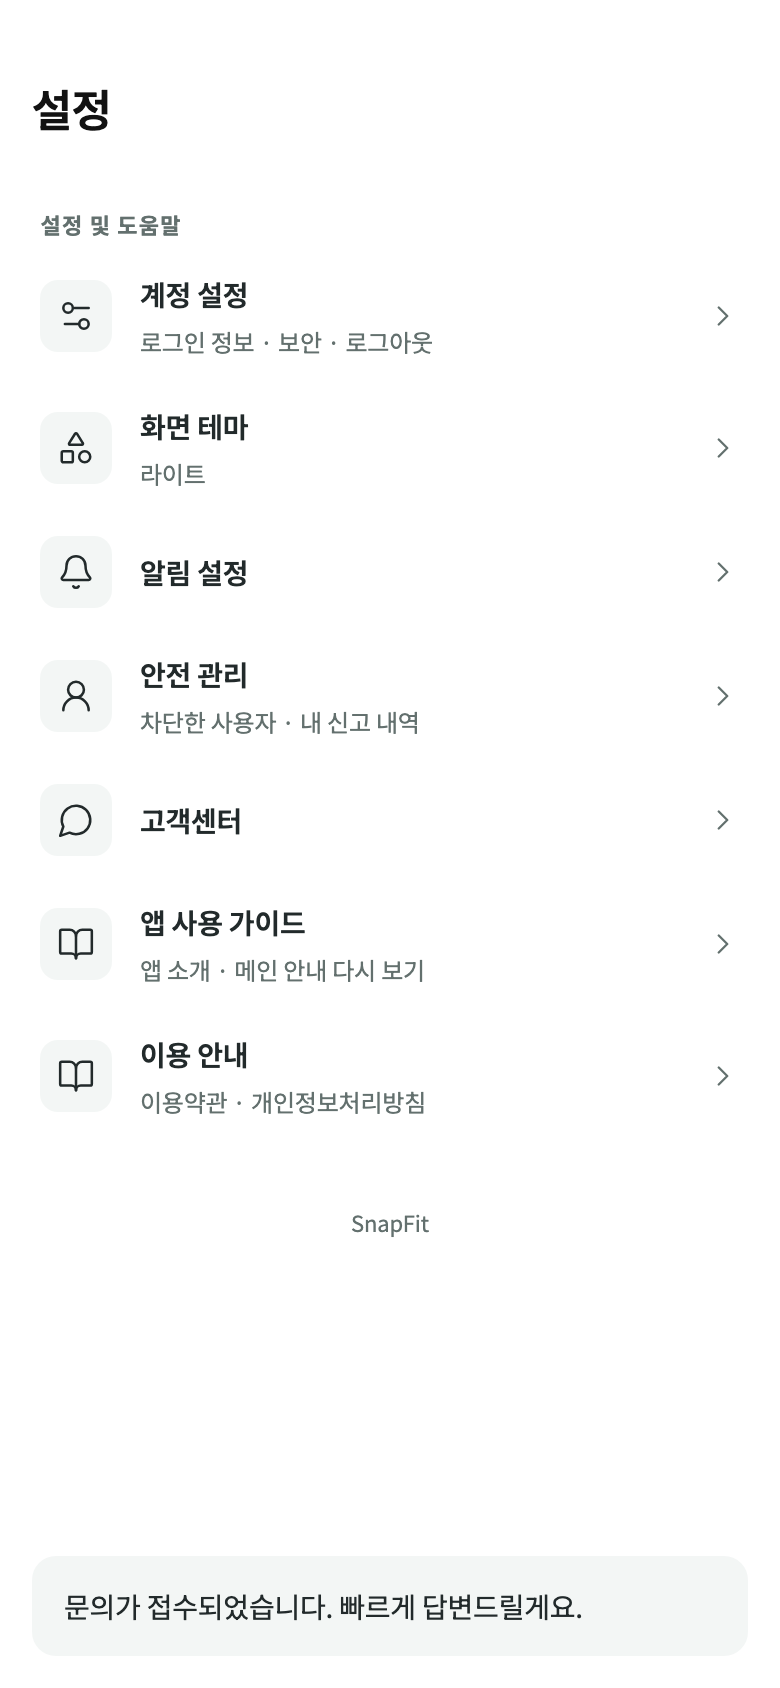 설정
설정 및 도움말
계정 설정
로그인 정보 · 보안 · 로그아웃
화면 테마
라이트
알림 설정
안전 관리
차단한 사용자 · 내 신고 내역
고객센터
앱 사용 가이드
앱 소개 · 메인 안내 다시 보기
이용 안내
이용약관 · 개인정보처리방침
SnapFit
문의가 접수되었습니다. 빠르게 답변드릴게요.